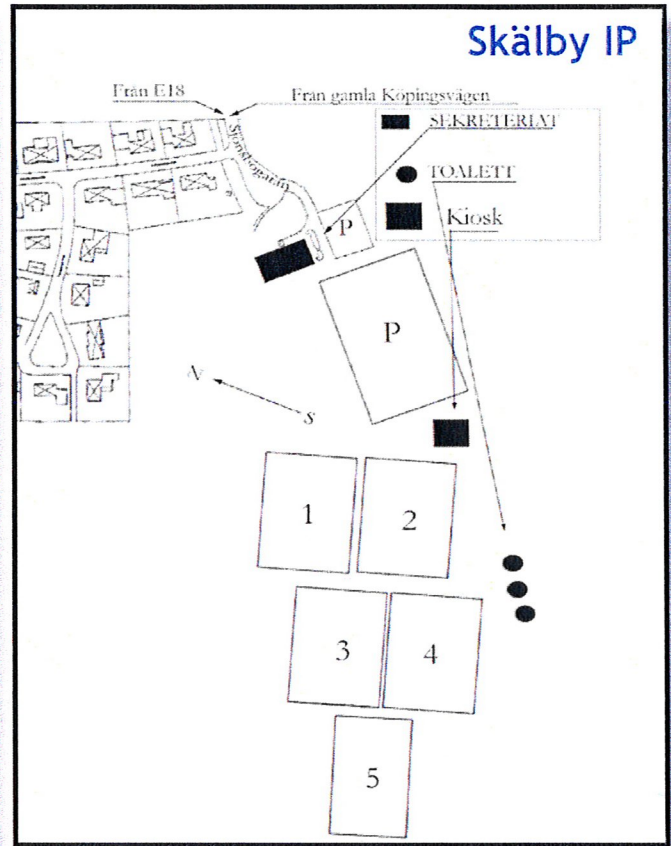 Skälby IP
Från E18
Från gamla Köpingsvägen
SEKRETERIAT
TOALETT
Kiosk
P
P
N
S
1
2
3
4
5